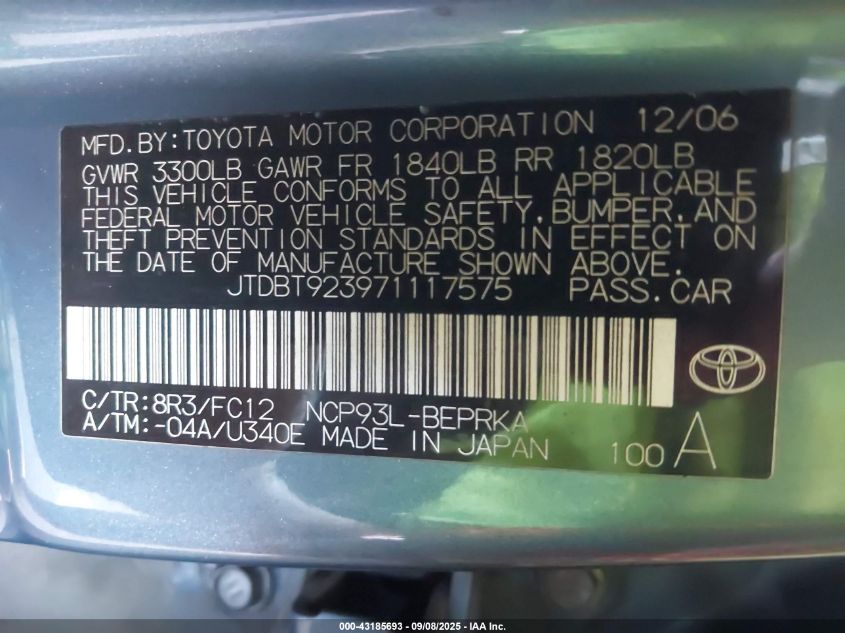 MFD.BY:TOYOTA MOTOR CORPORATION 12/06
GVWR 3300LB GAWR FR 1840LB RR 1820LB
THIS VEHICLE CONFORMS TO ALL APPLICABLE
FEDERAL MOTOR VEHICLE SAFETY, BUMPER, AND
THEFT PREVENTION STANDARDS IN EFFECT ON
THE DATE OF MANUFACTURE SHOWN ABOVE.
JTDBT923971117575 PASS.CAR
C/TR:8R3/FC12 NCP93L-BEPRKA
A/TM:-04A/U340E MADE IN JAPAN 100 A
000-43185693 - 09/08/2025 - IAA Inc.